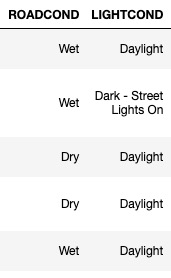 ROADCOND LIGHTCOND
Wet Daylight
Wet Dark - Street
Lights On
Dry Daylight
Dry Daylight
Wet Daylight